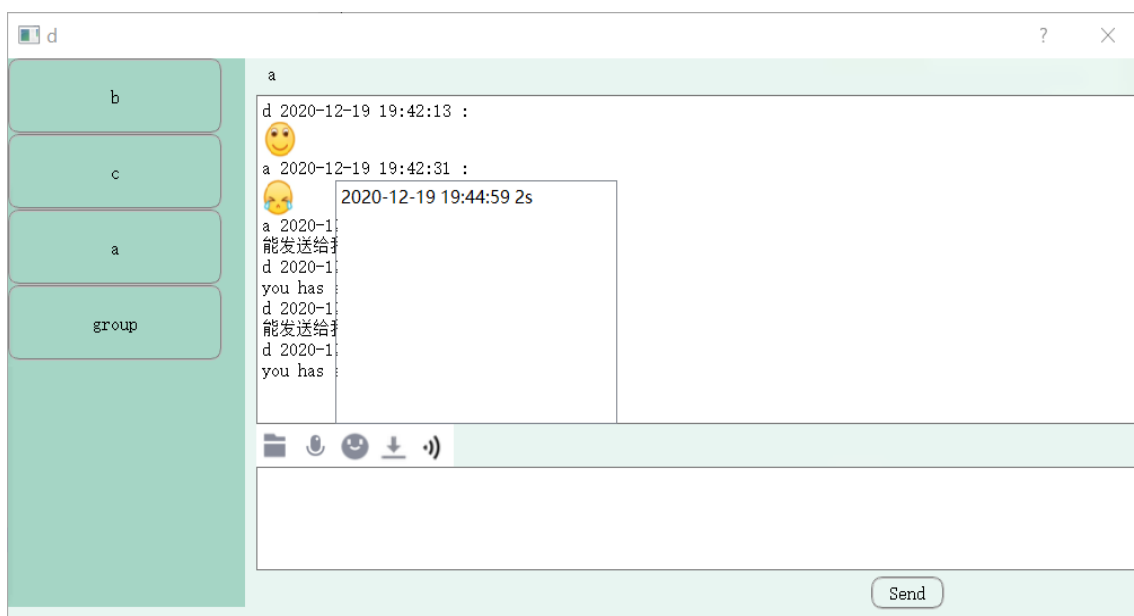 d
?
b
c
a
group
a
d 2020-12-19 19:42:13 :
a 2020-12-19 19:42:31 :
2020-12-19 19:44:59 2s
a 2020-1
能发送给
d 2020-1
you has
d 2020-1
能发送给
d 2020-1
you has
Send